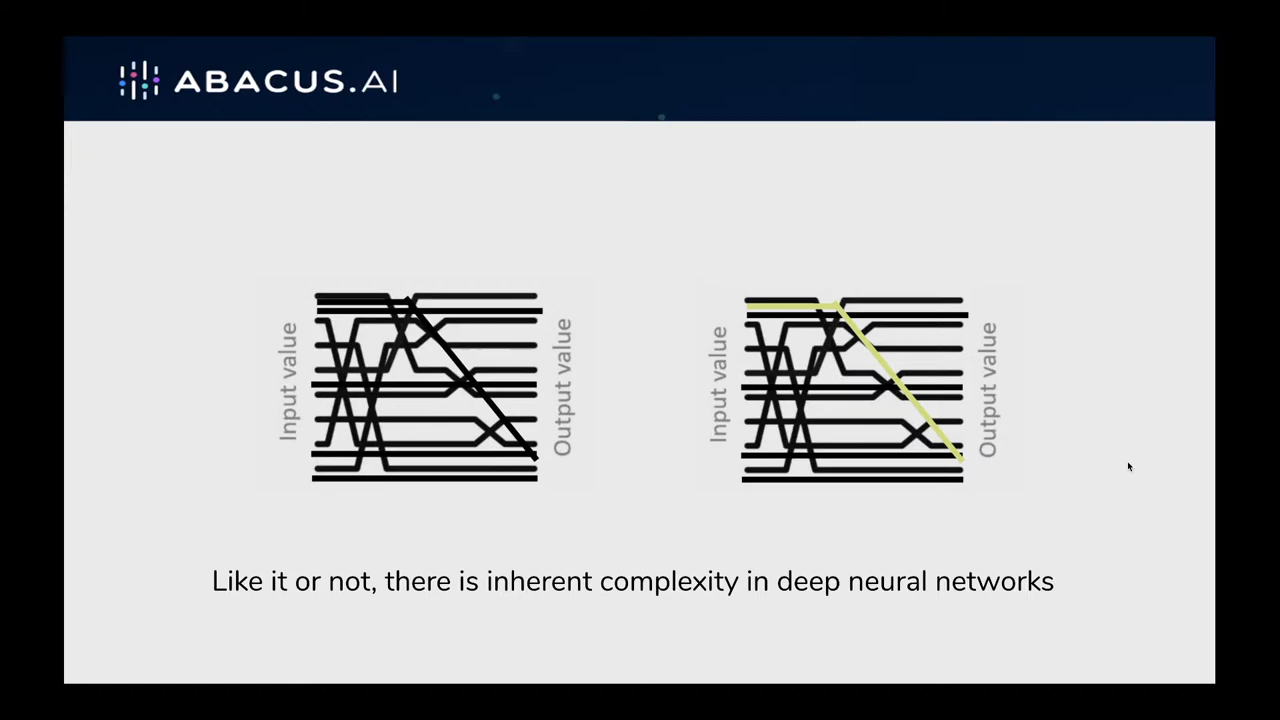 ABACUS.AI
Input value
Output value
Input value
Output value
Like it or not, there is inherent complexity in deep neural networks